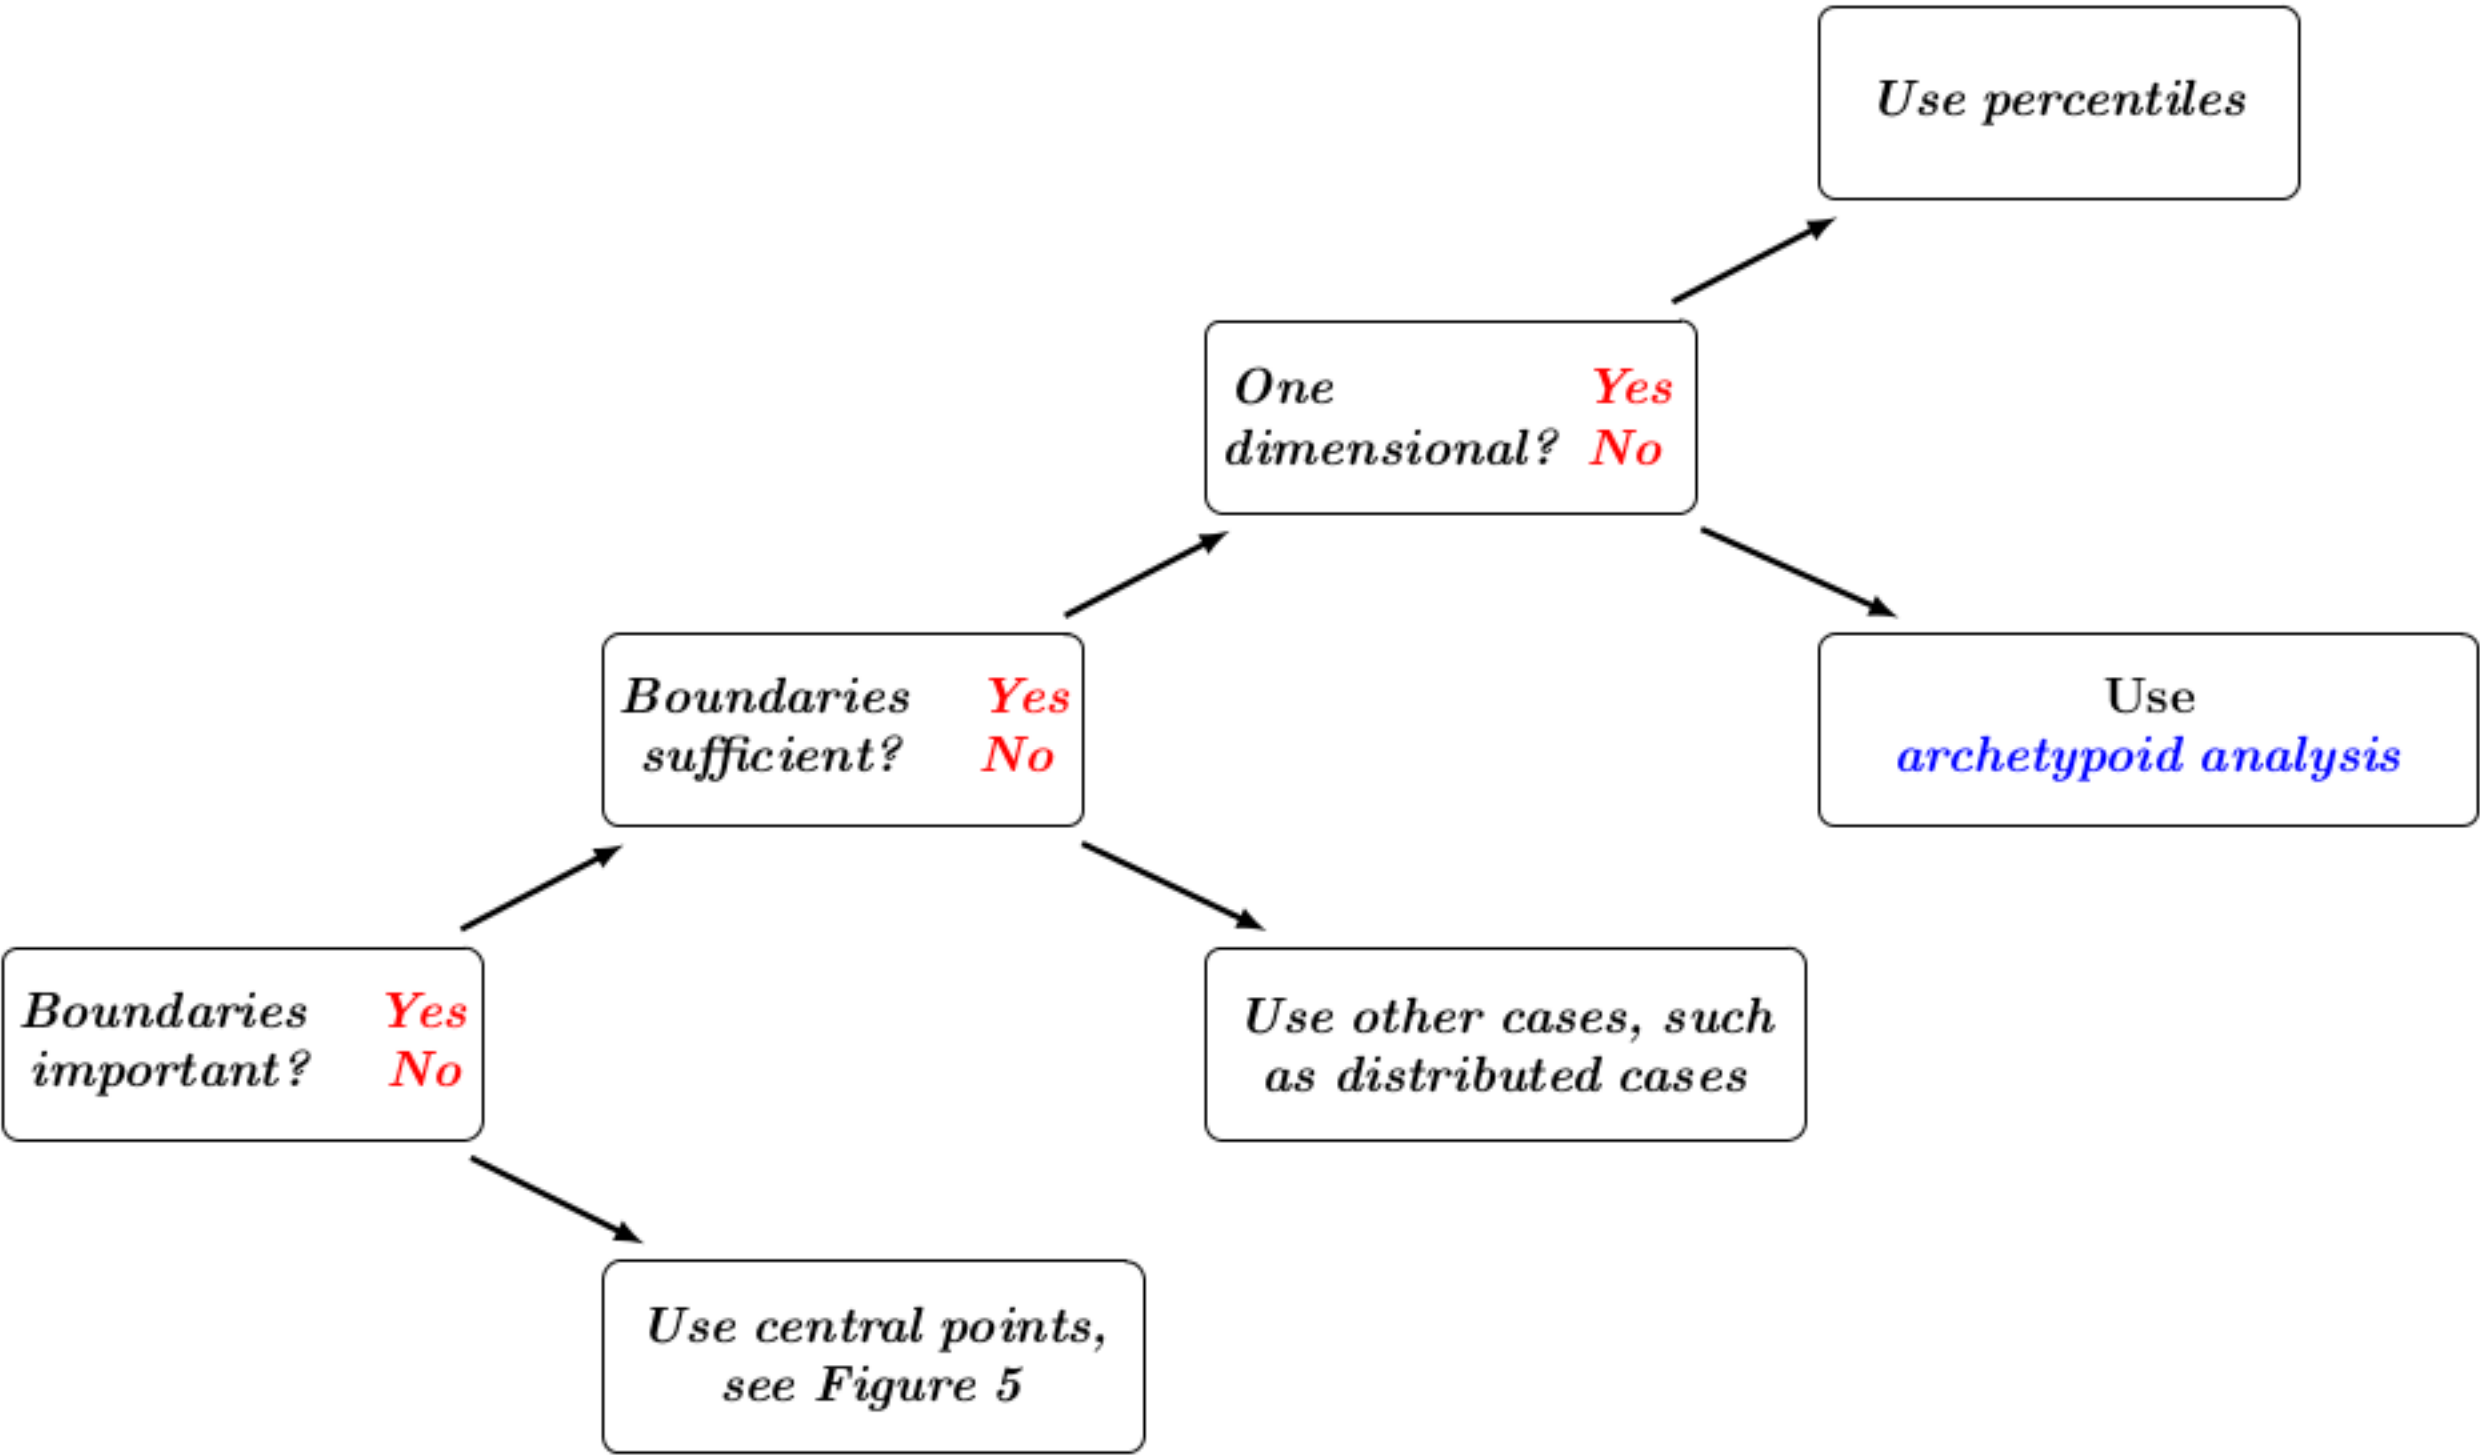 Use percentiles
One Yes
dimensional? No
Boundaries Yes
sufficient? No
Use
archetypoid analysis
Boundaries Yes
important? No
Use other cases, such
as distributed cases
Use central points,
see Figure 5